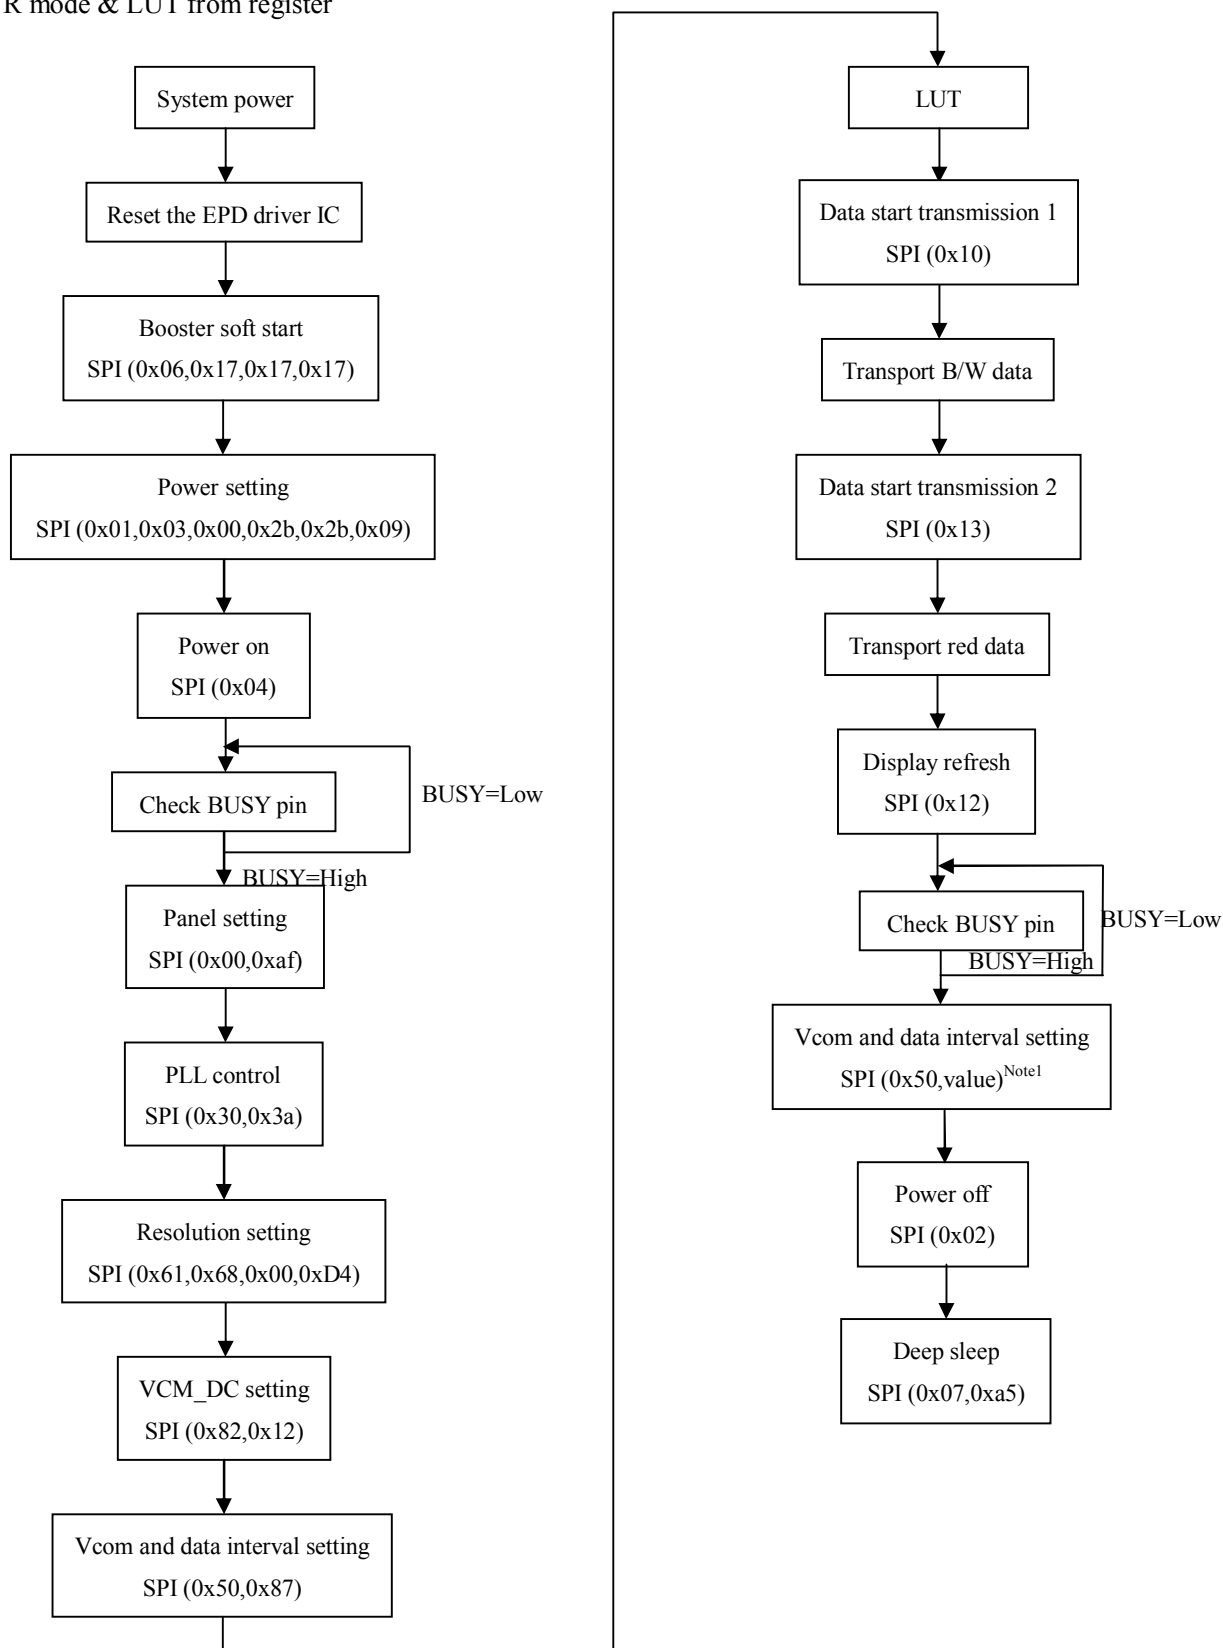 R mode & LUT from register
System power
Reset the EPD driver IC
Booster soft start
SPI (0x06,0x17,0x17,0x17)
Power setting
SPI (0x01,0x03,0x00,0x2b,0x2b,0x09)
Power on
SPI (0x04)
Check BUSY pin
BUSY=Low
BUSY=High
Panel setting
SPI (0x00,0xaf)
PLL control
SPI (0x30,0x3a)
Resolution setting
SPI (0x61,0x68,0x00,0xD4)
VCM_DC setting
SPI (0x82,0x12)
Vcom and data interval setting
SPI (0x50,0x87)
LUT
Data start transmission 1
SPI (0x10)
Transport B/W data
Data start transmission 2
SPI (0x13)
Transport red data
Display refresh
SPI (0x12)
Check BUSY pin
BUSY=Low
BUSY=High
Vcom and data interval setting
SPI (0x50,value)Note1
Power off
SPI (0x02)
Deep sleep
SPI (0x07,0xa5)